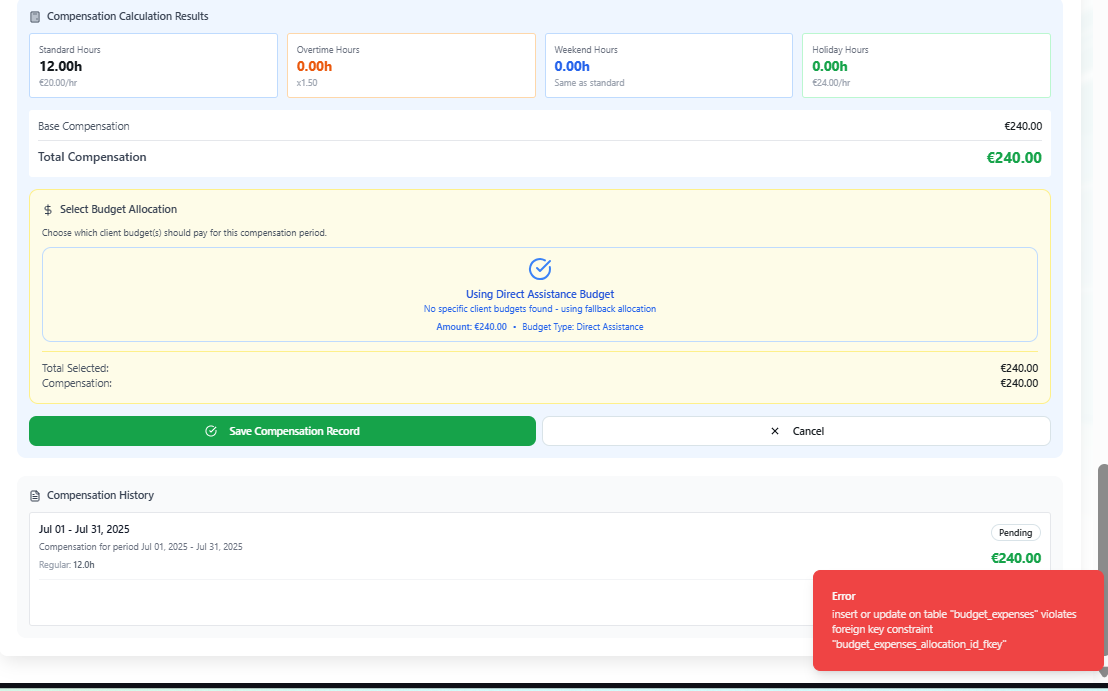 Compensation Calculation Results
Standard Hours
12.00h
€20.00/hr
Overtime Hours
0.00h
x1.50
Weekend Hours
0.00h
Same as standard
Holiday Hours
0.00h
€24.00/hr
Base Compensation €240.00
Total Compensation €240.00
$ Select Budget Allocation
Choose which client budget(s) should pay for this compensation period.
Using Direct Assistance Budget
No specific client budgets found - using fallback allocation
Amount: €240.00 • Budget Type: Direct Assistance
Total Selected: €240.00
Compensation: €240.00
Save Compensation Record
Cancel
Compensation History
Jul 01 - Jul 31, 2025
Pending
Compensation for period Jul 01, 2025 - Jul 31, 2025
€240.00
Regular: 12.0h
Error
insert or update on table "budget_expenses" violates
foreign key constraint
"budget_expenses_allocation_id_fkey"